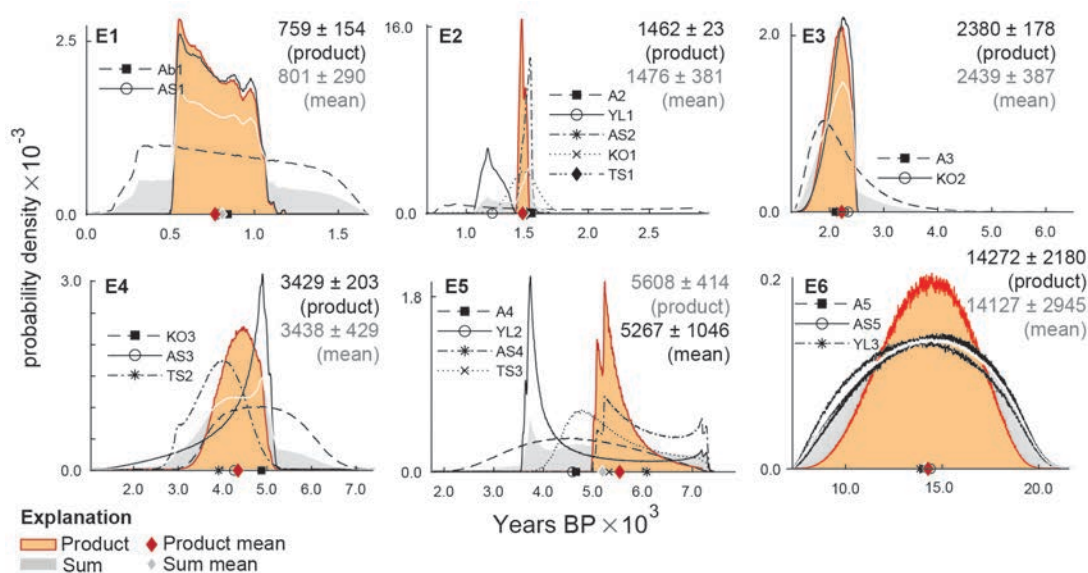 probability density × 10⁻³
E1
759 ± 154
(product)
801 ± 290
(mean)
Ab1
AS1
2.5
0.0
0.0 0.5 1.0 1.5
E2
1462 ± 23
(product)
1476 ± 381
(mean)
A2
YL1
AS2
KO1
TS1
16.0
0.0
1.0 1.5 2.0 2.5
E3
2380 ± 178
(product)
2439 ± 387
(mean)
A3
KO2
2.0
0.0
2.0 3.0 4.0 5.0 6.0
E4
3429 ± 203
(product)
3438 ± 429
(mean)
KO3
AS3
TS2
3.0
0.0
2.0 3.0 4.0 5.0 6.0 7.0
E5
5608 ± 414
(product)
5267 ± 1046
(mean)
A4
YL2
AS4
TS3
1.8
0.0
2.0 3.0 4.0 5.0 6.0 7.0
E6
14272 ± 2180
(product)
14127 ± 2945
(mean)
A5
AS5
YL3
0.2
0.0
10.0 15.0 20.0
Years BP × 10³
Explanation
Product Product mean
Sum Sum mean